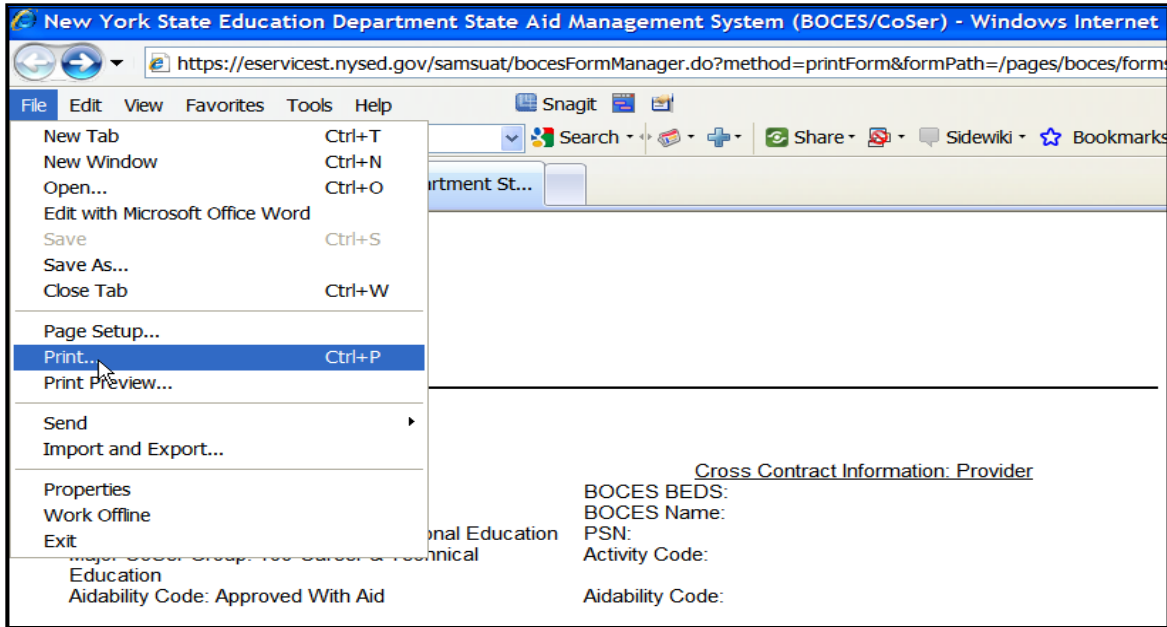 New York State Education Department State Aid Management System (BOCES/CoSer) - Windows Internet
https://eservicest.nysed.gov/samsuat/bocesFormManager.do?method=printForm&formPath=/pages/boces/forms
File Edit View Favorites Tools Help Snagit
Search Share Sidewiki Bookmarks
New Tab Ctrl+T
New Window Ctrl+N
Open... Ctrl+O
artment St...
Edit with Microsoft Office Word
Save Ctrl+S
Save As...
Close Tab Ctrl+W
Page Setup...
Print... Ctrl+P
Print Preview...
Send
Import and Export...
Properties
Work Offline
Exit
Cross Contract Information: Provider
BOCES BEDS:
BOCES Name:
onal Education PSN:
Activity Code:
Education
Aidability Code: Approved With Aid Aidability Code: